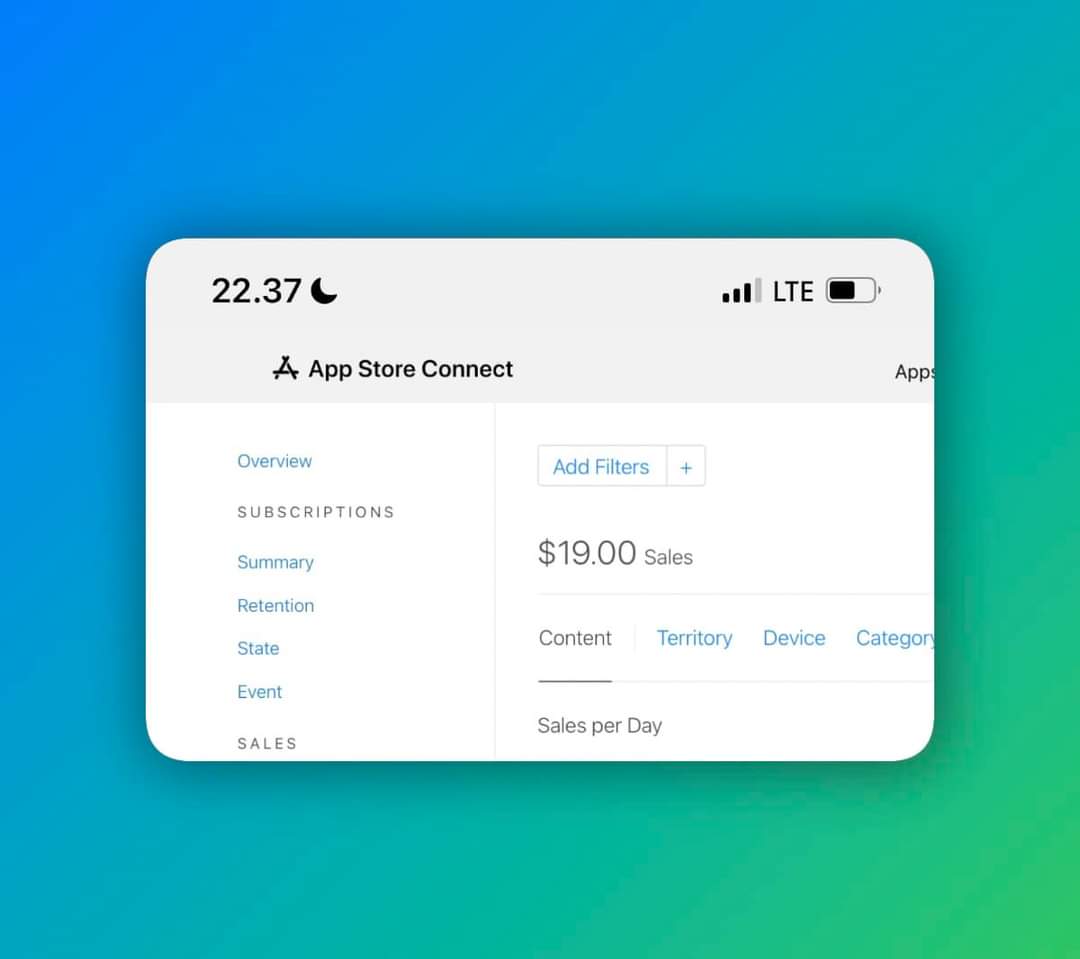 22.37 LTE
App Store Connect Apps
Overview
SUBSCRIPTIONS
Summary
Retention
State
Event
SALES
Add Filters +
$19.00 Sales
Content Territory Device Category
Sales per Day